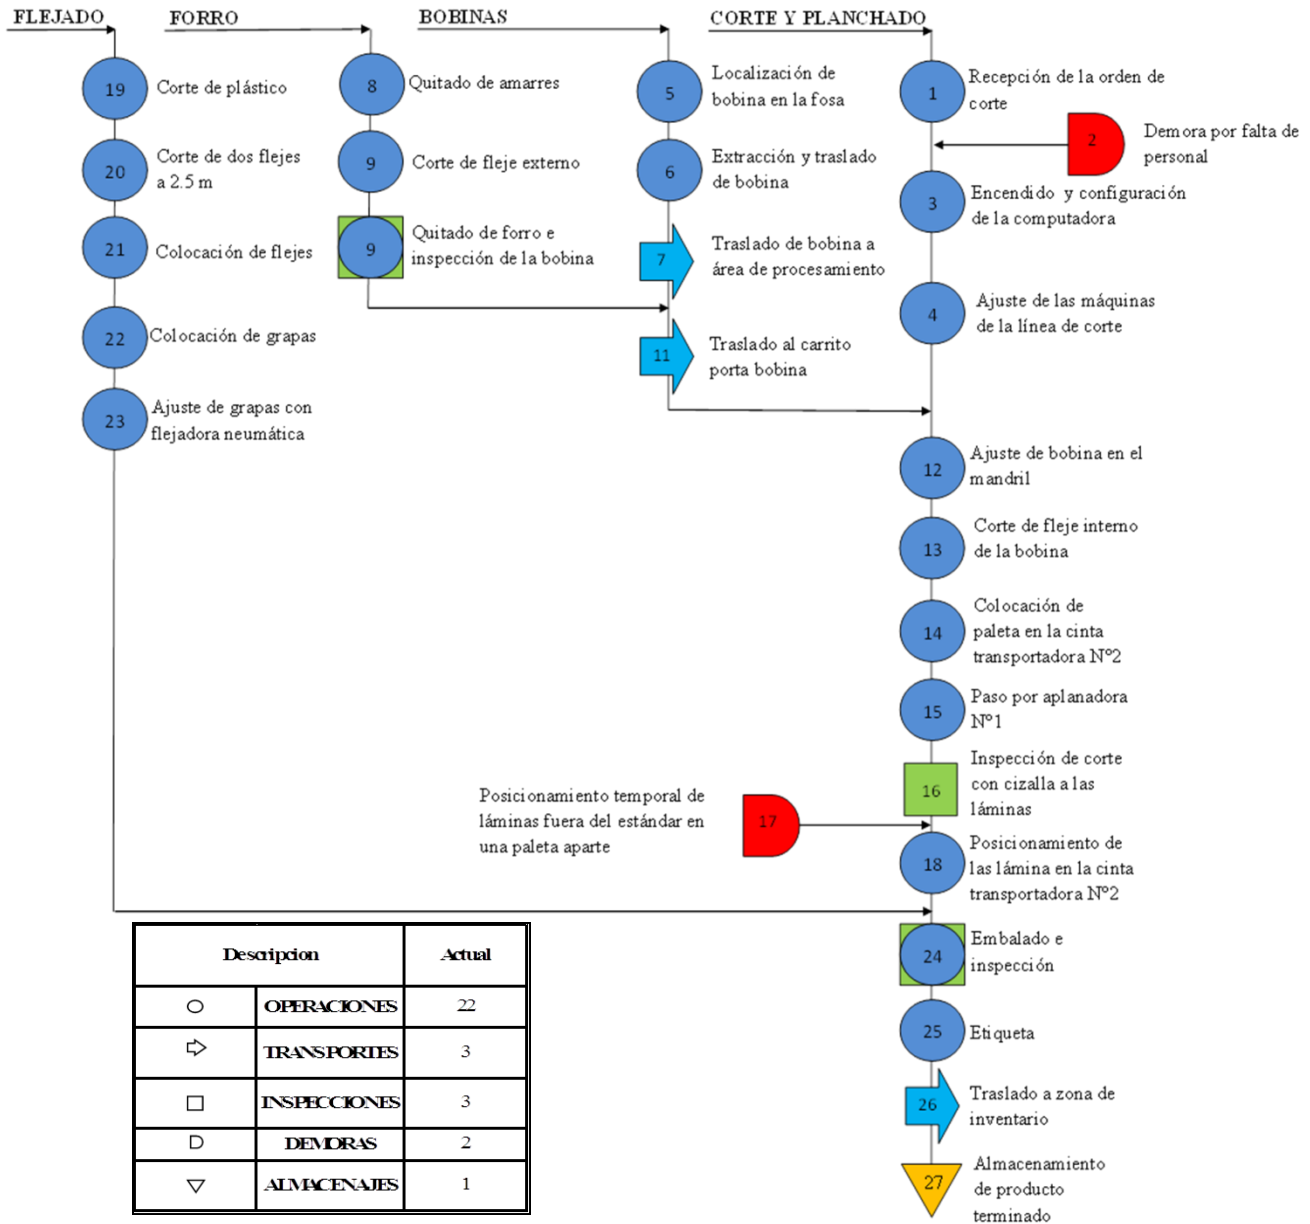 FLEJADO
FORRO
BOBINAS
CORTE Y PLANCHADO
19
Corte de plástico
20
Corte de dos flejes
a 2.5 m
21
Colocación de flejes
22
Colocación de grapas
23
Ajuste de grapas con
flejadora neumática
8
Quitado de amarres
9
Corte de fleje externo
9
Quitado de forro e
inspección de la bobina
5
Localización de
bobina en la fosa
6
Extracción y traslado
de bobina
7
Traslado de bobina a
área de procesamiento
11
Traslado al carrito
porta bobina
1
Recepción de la orden de
corte
2
Demora por falta de
personal
3
Encendido y configuración
de la computadora
4
Ajuste de las máquinas
de la línea de corte
12
Ajuste de bobina en el
mandril
13
Corte de fleje interno
de la bobina
14
Colocación de
paleta en la cinta
transportadora Nº2
15
Paso por aplanadora
Nº1
16
Inspección de corte
con cizalla a las
láminas
Posicionamiento temporal de
láminas fuera del estándar en
una paleta aparte
17
18
Posicionamiento de
las lámina en la cinta
transportadora Nº2
24
Embalado e
inspección
25
Etiqueta
26
Traslado a zona de
inventario
27
Almacenamiento
de producto
terminado
Descripcion Actual
OPERACIONES 22
TRANSPORTES 3
INSPECCIONES 3
DEMORAS 2
ALMACENAJES 1